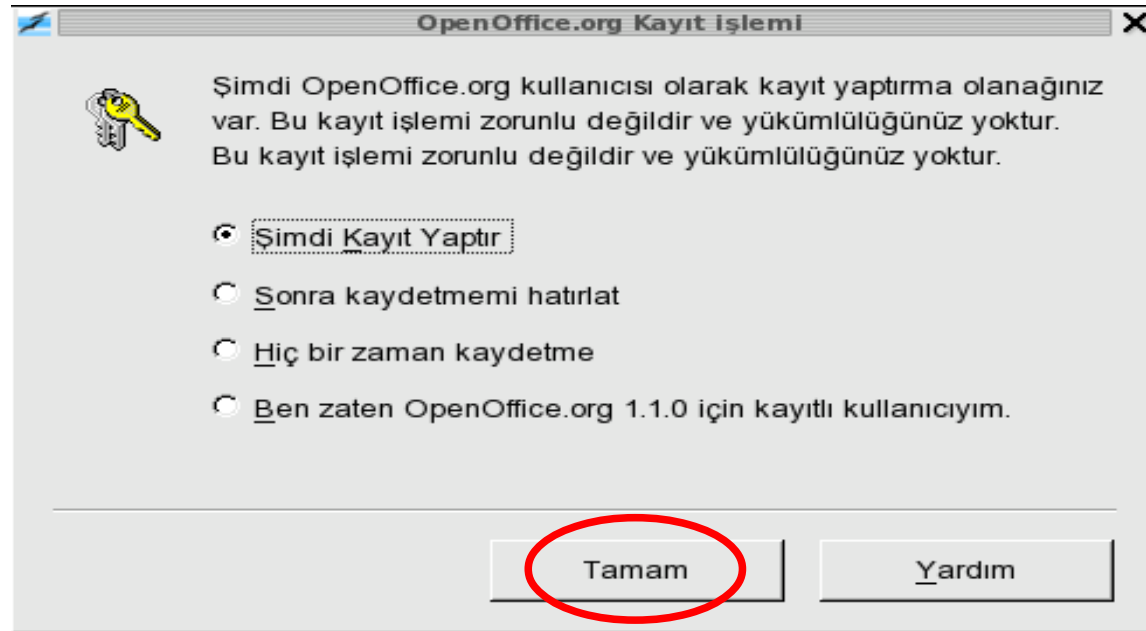 OpenOffice.org Kayıt işlemi
Şimdi OpenOffice.org kullanıcısı olarak kayıt yaptırma olanağınız
var. Bu kayıt işlemi zorunlu değildir ve yükümlülüğünüz yoktur.
Bu kayıt işlemi zorunlu değildir ve yükümlülüğünüz yoktur.
Şimdi Kayıt Yaptır
Sonra kaydetmemi hatırlat
Hiç bir zaman kaydetme
Ben zaten OpenOffice.org 1.1.0 için kayıtlı kullanıcıyım.
Tamam
Yardım